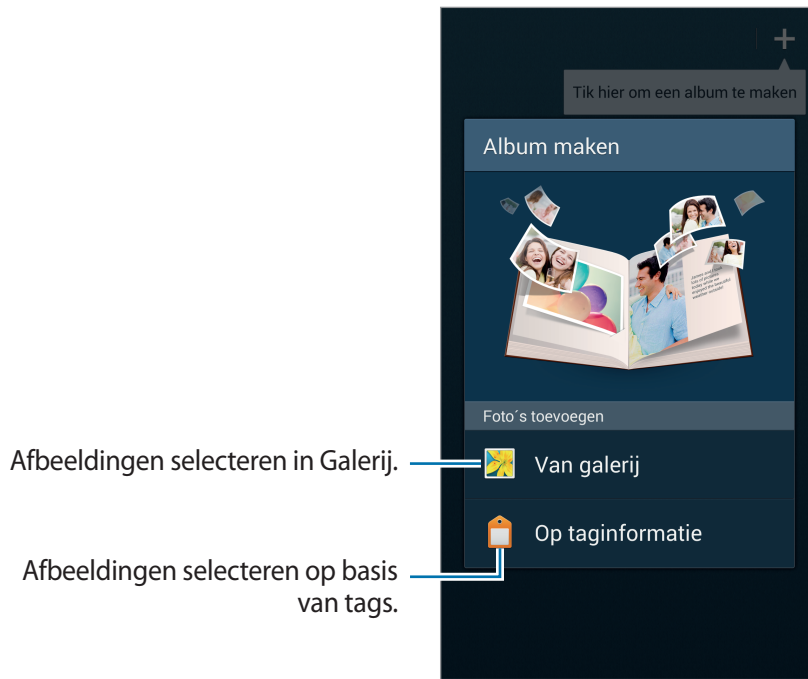 +
Tik hier om een album te maken
Album maken
Foto´s toevoegen
Afbeeldingen selecteren in Galerij.
Van galerij
Op taginformatie
Afbeeldingen selecteren op basis
van tags.